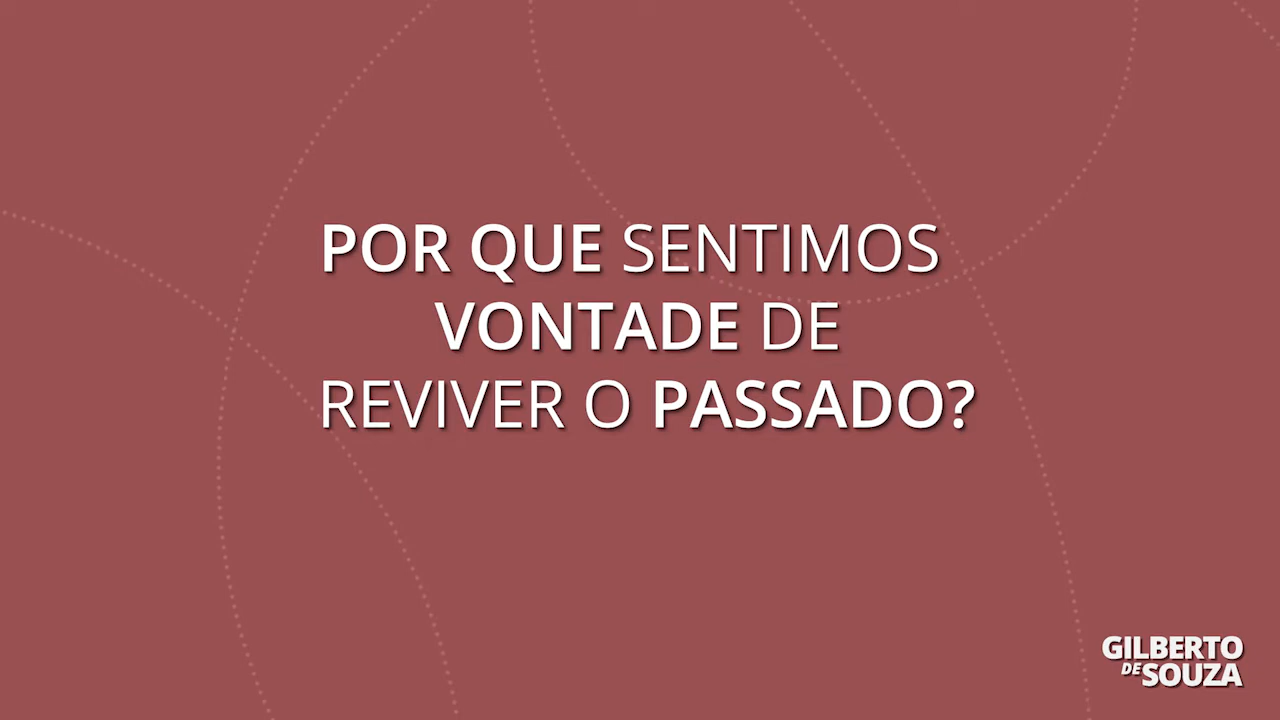 POR QUE SENTIMOS
VONTADE DE
REVIVER O PASSADO?
GILBERTO
DE SOUZA